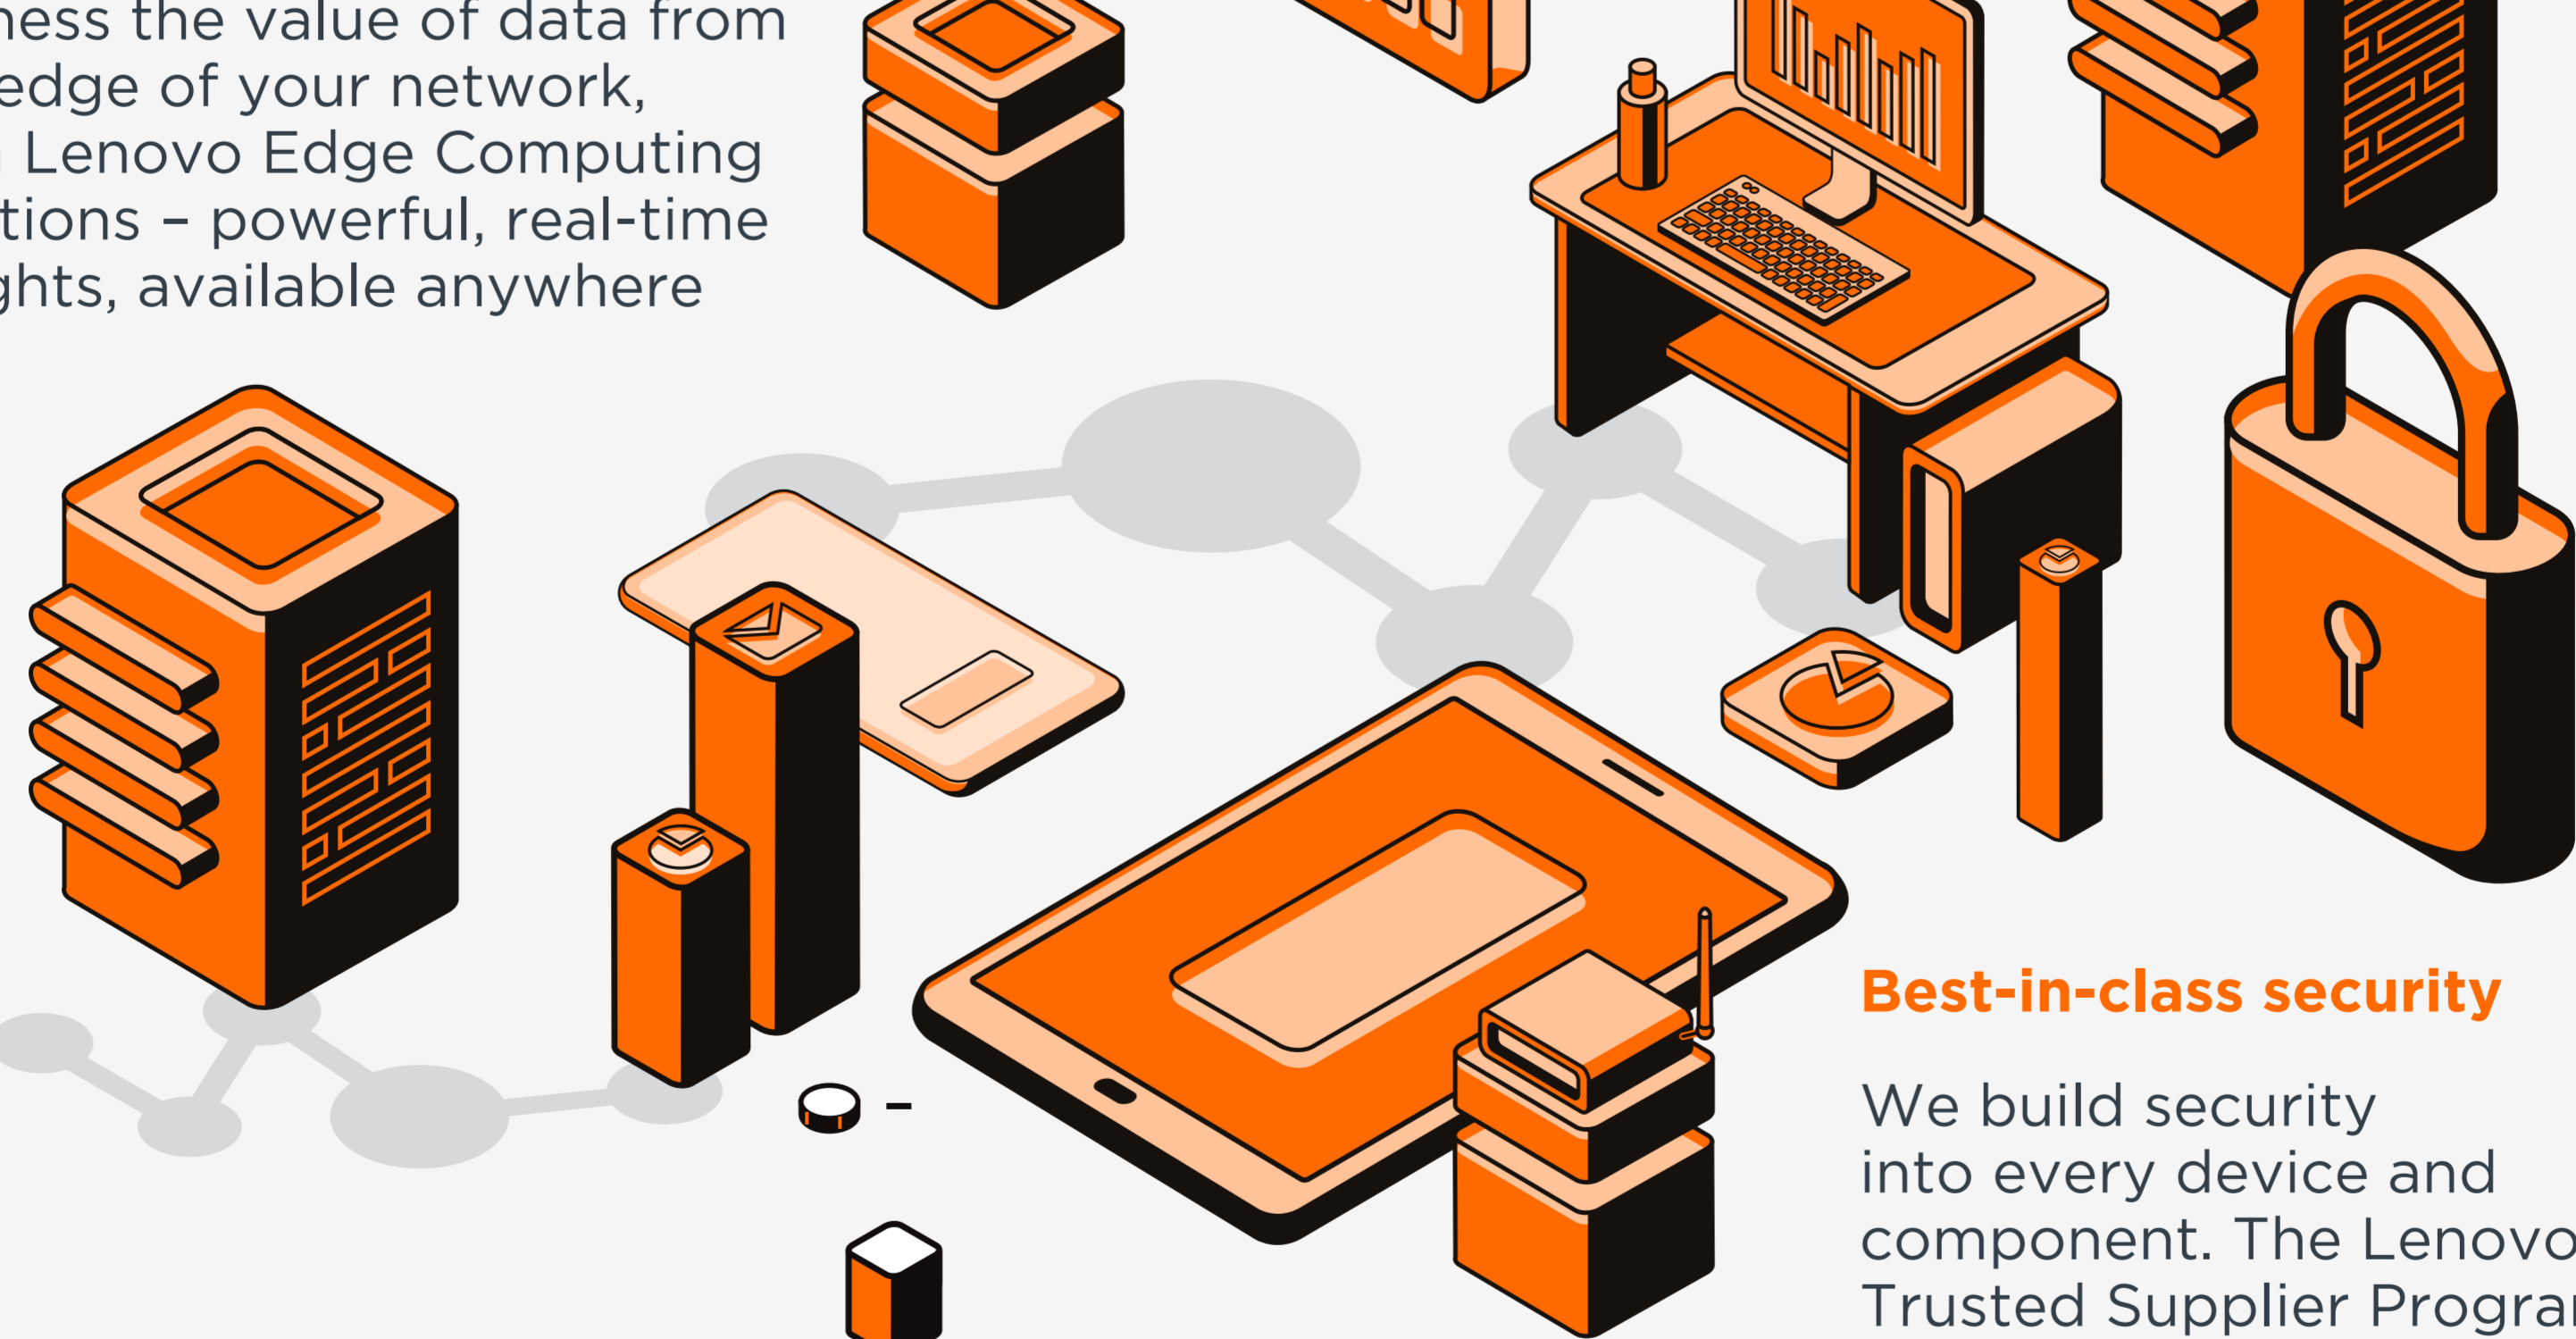 ness the value of data from
edge of your network,
Lenovo Edge Computing
tions – powerful, real-time
ghts, available anywhere
Best-in-class security
We build security
into every device and
component. The Lenovo
Trusted Supplier Progra